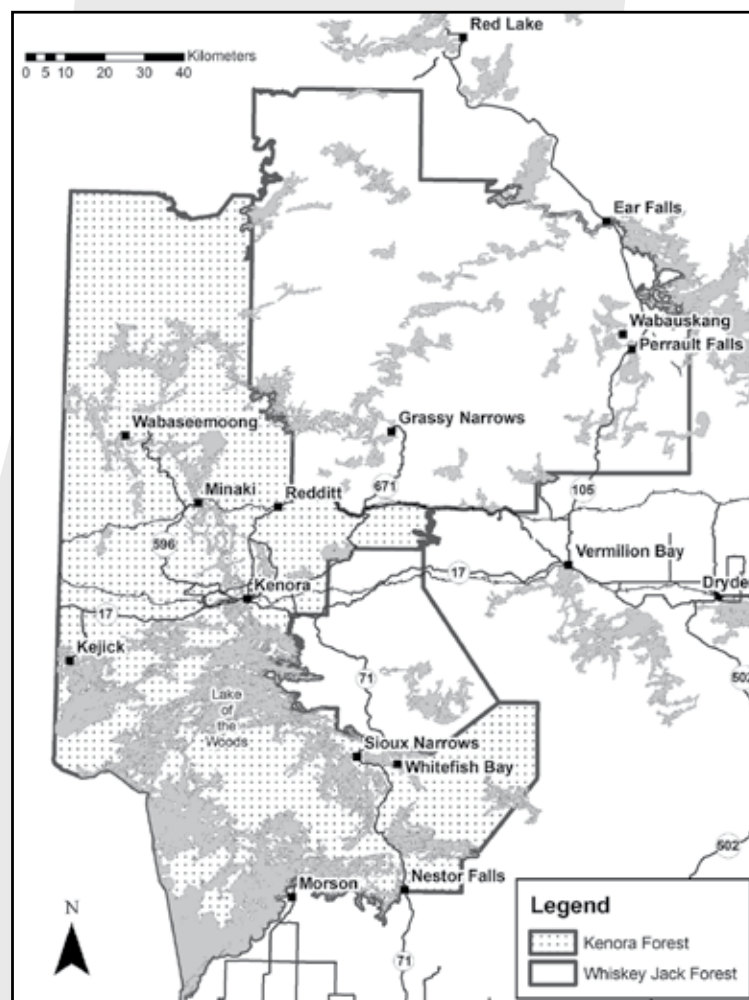 Red Lake
Kilometers
0 5 10 20 30 40
Ear Falls
Wabauskang
Perrault Falls
Grassy Narrows
Wabaseemoong
671
105
Minaki
Redditt
596
Vermilion Bay
17
Kenora
Dryde
17
Kejick
71
502
Lake
of
the
Woods
Sioux Narrows
Whitefish Bay
502
Morson
Nestor Falls
N
71
Legend
Kenora Forest
Whiskey Jack Forest